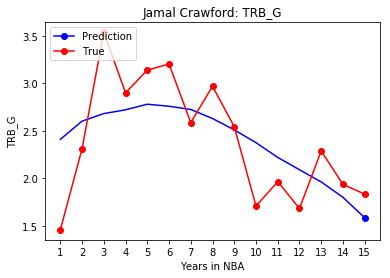 Jamal Crawford: TRB_G
Prediction
True
3.5
3.0
2.5
2.0
1.5
TRB_G
1 2 3 4 5 6 7 8 9 10 11 12 13 14 15
Years in NBA